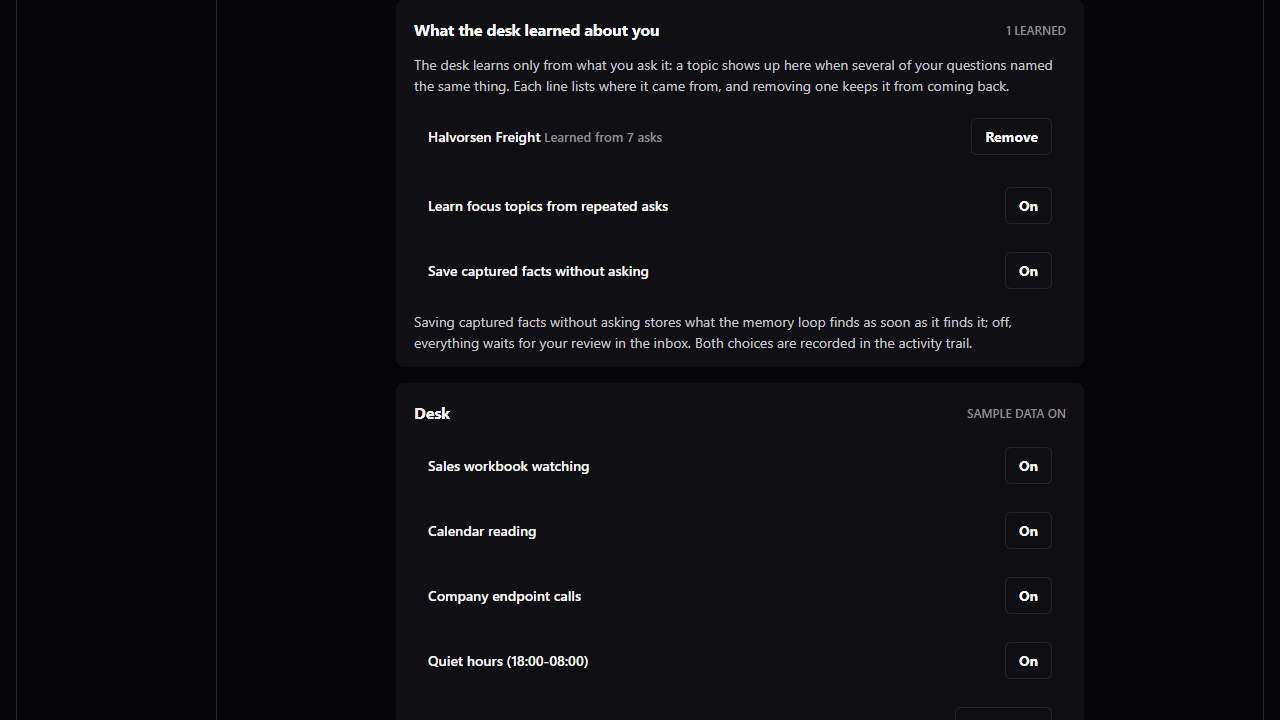 What the desk learned about you
1 LEARNED
The desk learns only from what you ask it: a topic shows up here when several of your questions named
the same thing. Each line lists where it came from, and removing one keeps it from coming back.
Halvorsen Freight Learned from 7 asks
Remove
Learn focus topics from repeated asks
On
Save captured facts without asking
On
Saving captured facts without asking stores what the memory loop finds as soon as it finds it; off,
everything waits for your review in the inbox. Both choices are recorded in the activity trail.
Desk
SAMPLE DATA ON
Sales workbook watching
On
Calendar reading
On
Company endpoint calls
On
Quiet hours (18:00-08:00)
On